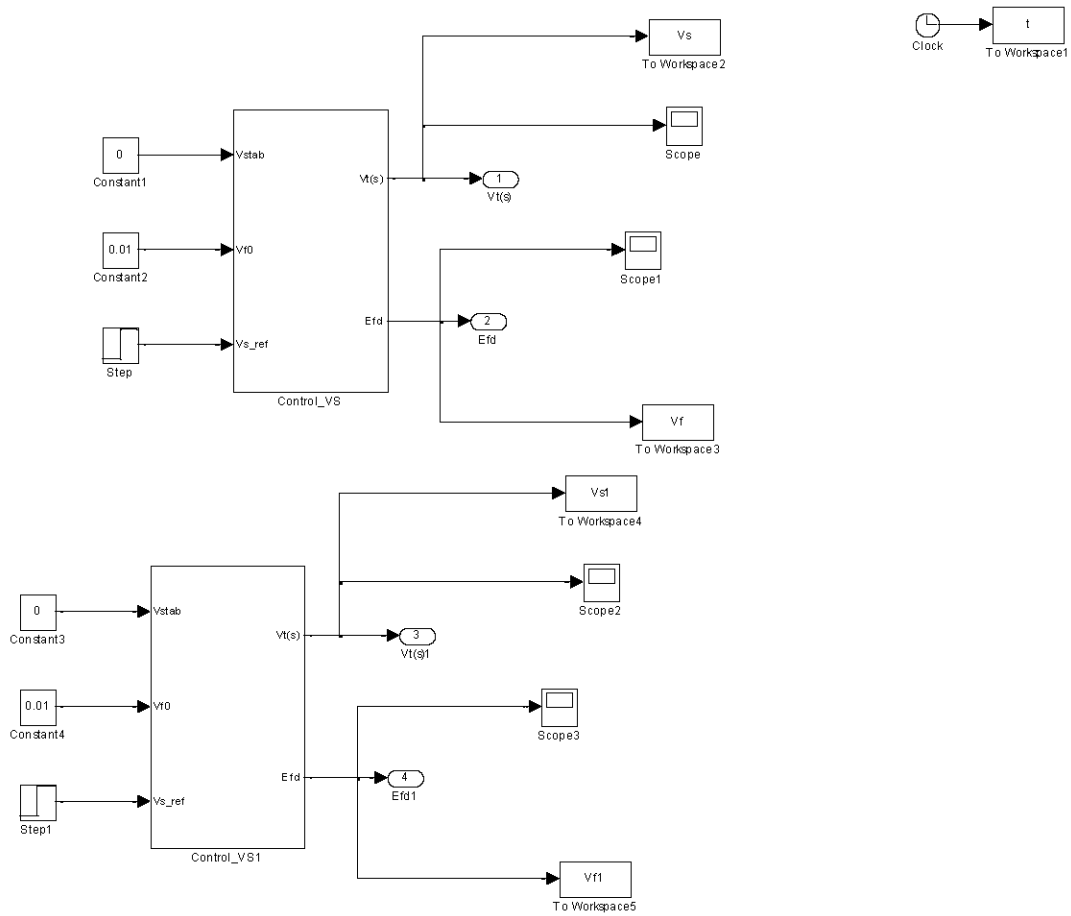 Vs
To Workspace2
t
Clock
To Workspace1
Scope
0
Constant1
Vstab
Vt(s)
1
Vt(s)
0.01
Constant2
Vf0
Scope1
Efd
2
Efd
Step
Vs_ref
Control_VS
Vf
To Workspace3
Vs1
To Workspace4
Scope2
0
Constant3
Vstab
Vt(s)
3
Vt(s)1
0.01
Constant4
Vf0
Scope3
Efd
4
Efd1
Step1
Vs_ref
Control_VS1
Vf1
To Workspace5